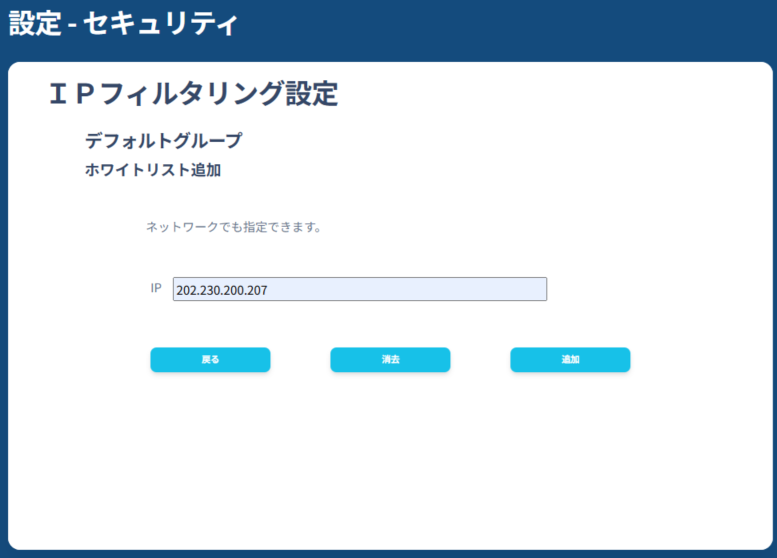 設定 - セキュリティ
ＩＰフィルタリング設定
デフォルトグループ
ホワイトリスト追加
ネットワークでも指定できます。
IP 202.230.200.207
戻る 消去 追加